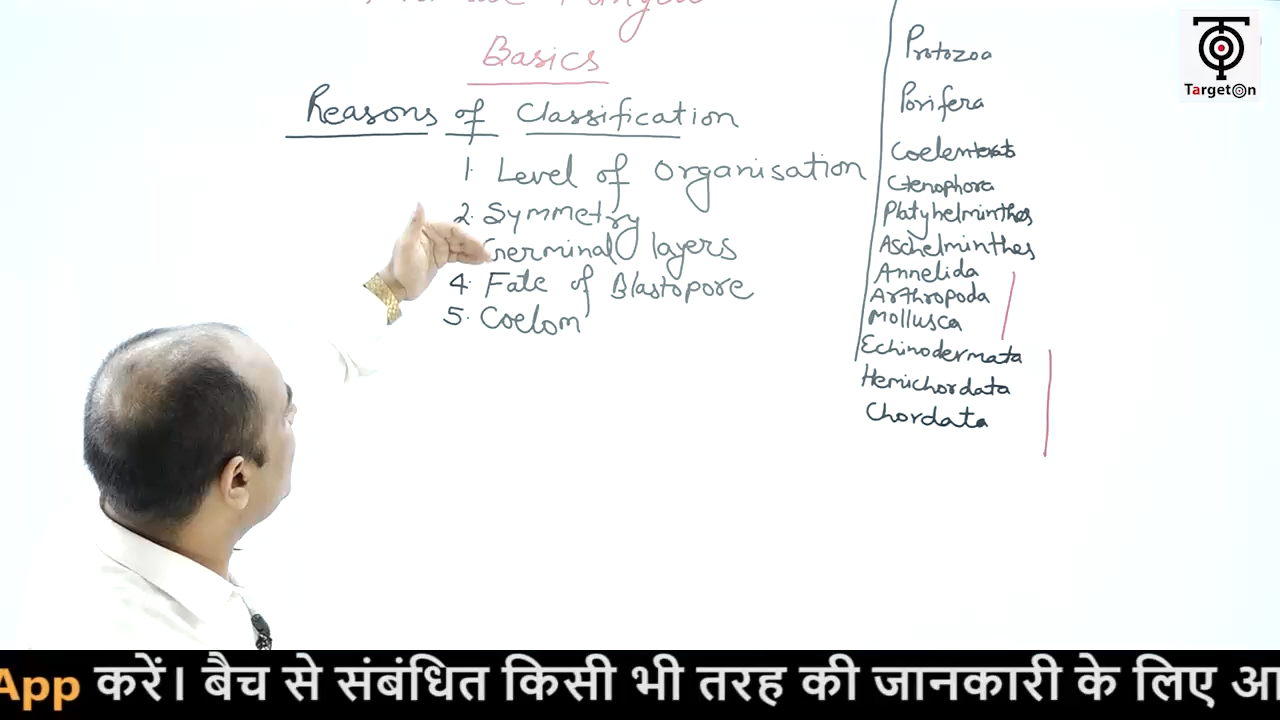 Basics
Reasons of Classification
1. Level of Organisation
2. Symmetry
Germinal layers
4. Fate of Blastopore
5. Coelom
Protozoa
Porifera
Coelenterata
Ctenophora
Platyhelminthes
Aschelminthes
Annelida
Arthropoda
Mollusca
Echinodermata
Hemichordata
Chordata
TargetOn
App करें। बैच से संबंधित किसी भी तरह की जानकारी के लिए आ